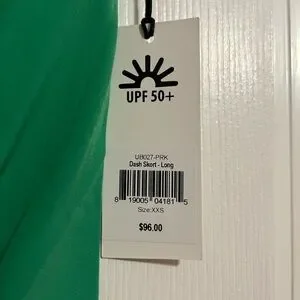 UPF 50+
UB027-PRK
Dash Skort - Long
8 19005 04181 5
Size:XXS
$96.00